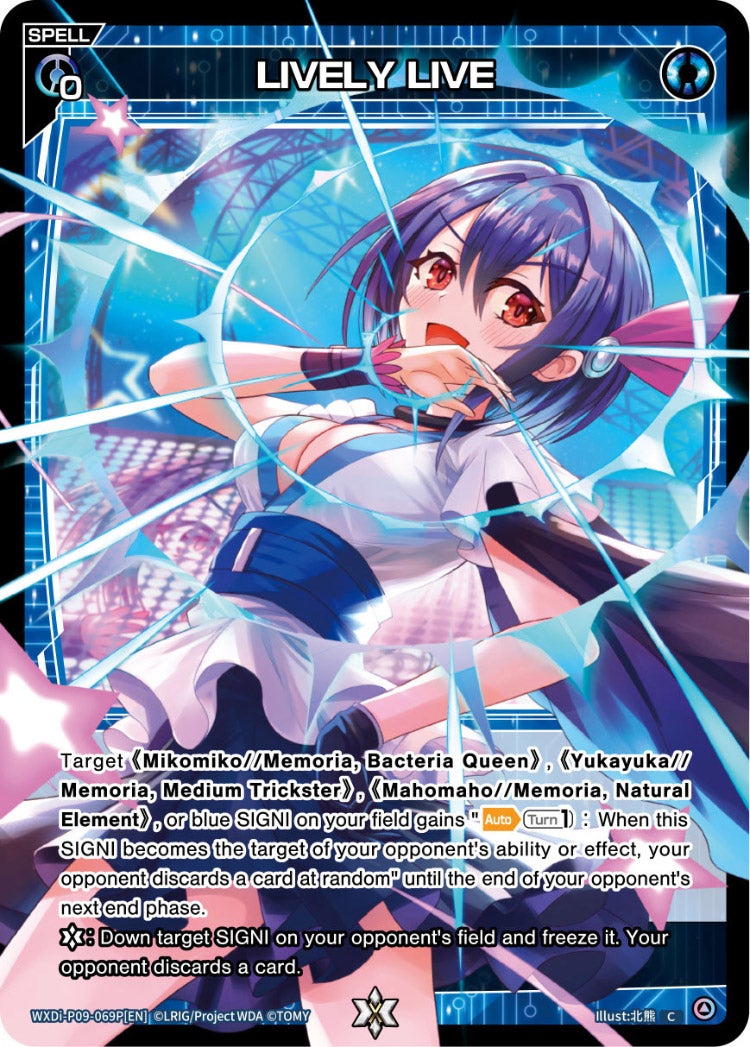 SPELL
0
LIVELY LIVE
Target《Mikomiko//Memoria, Bacteria Queen》,《Yukayuka//
Memoria, Medium Trickster》,《Mahomaho//Memoria, Natural
Element》, or blue SIGNI on your field gains "Auto Turn 1 : When this
SIGNI becomes the target of your opponent's ability or effect, your
opponent discards a card at random" until the end of your opponent's
next end phase.
: Down target SIGNI on your opponent's field and freeze it. Your
opponent discards a card.
WXDi-P09-069P[EN] ©LRIG/Project WDA ©TOMY
Illust:北熊 C